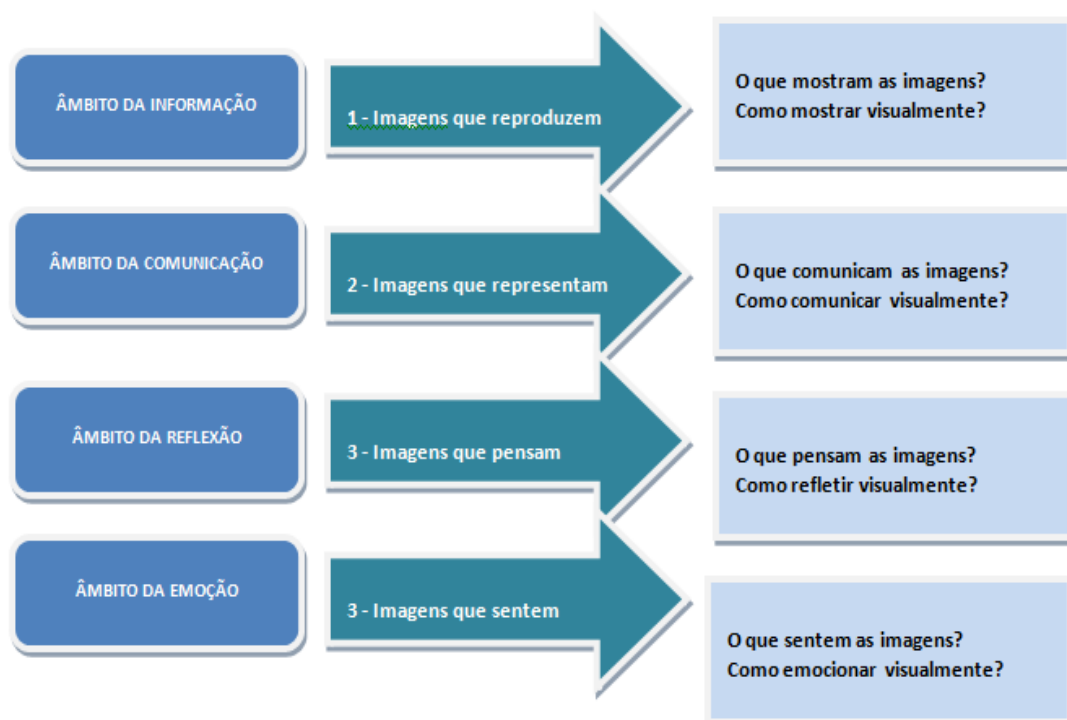 ÂMBITO DA INFORMAÇÃO
1 - Imagens que reproduzem
O que mostram as imagens?
Como mostrar visualmente?
ÂMBITO DA COMUNICAÇÃO
2 - Imagens que representam
O que comunicam as imagens?
Como comunicar visualmente?
ÂMBITO DA REFLEXÃO
3 - Imagens que pensam
O que pensam as imagens?
Como refletir visualmente?
ÂMBITO DA EMOÇÃO
3 - Imagens que sentem
O que sentem as imagens?
Como emocionar visualmente?